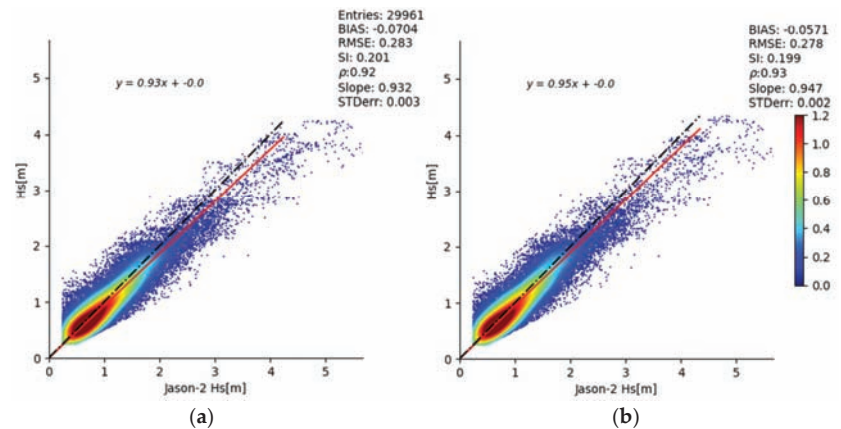 Entries: 29961
BIAS: -0.0704
RMSE: 0.283
SI: 0.201
ρ:0.92
Slope: 0.932
STDerr: 0.003
y = 0.93x + -0.0
5
4
3
2
1
0
Hs[m]
0 1 2 3 4 5
Jason-2 Hs[m]
(a)
BIAS: -0.0571
RMSE: 0.278
SI: 0.199
ρ:0.93
Slope: 0.947
STDerr: 0.002
y = 0.95x + -0.0
5
4
3
2
1
0
Hs[m]
0 1 2 3 4 5
Jason-2 Hs[m]
1.2
1.0
0.8
0.6
0.4
0.2
0.0
(b)